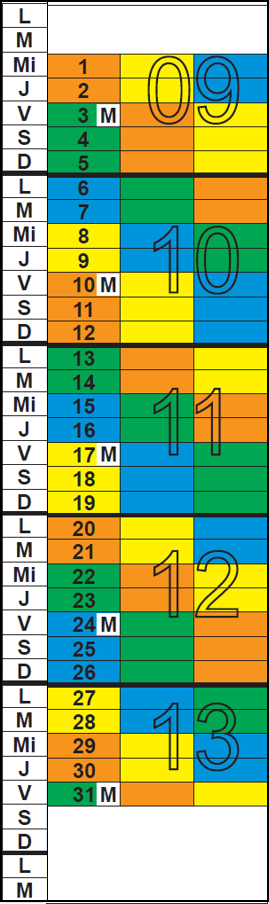 L
M
Mi 1
J 2
V 3 M
S 4
D 5
09
L 6
M 7
Mi 8
J 9
V 10 M
S 11
D 12
10
L 13
M 14
Mi 15
J 16
V 17 M
S 18
D 19
11
L 20
M 21
Mi 22
J 23
V 24 M
S 25
D 26
12
L 27
M 28
Mi 29
J 30
V 31 M
S
D
13
L
M